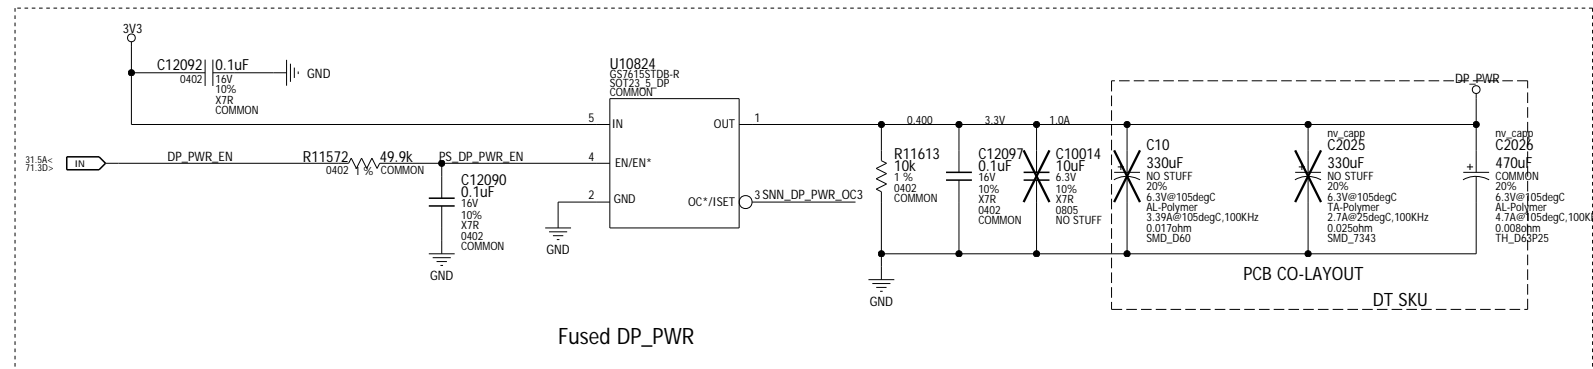 3V3
C12092
0402
0.1uF
16V
10%
X7R
COMMON
GND
U10824
GS7615STDB-R
SOT23_5_DP
COMMON
5
IN
OUT
1
4
EN/EN*
2
GND
OC*/ISET
3
SNN_DP_PWR_OC3
31.5A<
71.3D>
IN
DP_PWR_EN
R11572
49.9k
0402
1 %
COMMON
PS_DP_PWR_EN
C12090
0.1uF
16V
10%
X7R
0402
COMMON
GND
GND
0.400
3.3V
1.0A
R11613
10k
1 %
0402
COMMON
GND
C12097
0.1uF
16V
10%
X7R
0402
COMMON
C10014
10uF
6.3V
10%
X7R
0805
NO STUFF
C10
330uF
NO STUFF
20%
6.3V@105degC
AL-Polymer
3.39A@105degC,100KHz
0.017ohm
SMD_D60
nv_capp
C2025
330uF
NO STUFF
20%
6.3V@105degC
TA-Polymer
2.7A@25degC,100KHz
0.025ohm
SMD_7343
DP_PWR
nv_capp
C2026
470uF
COMMON
20%
6.3V@105degC
AL-Polymer
4.7A@105degC,100K
0.008ohm
TH_D63P25
PCB CO-LAYOUT
DT SKU
Fused DP_PWR